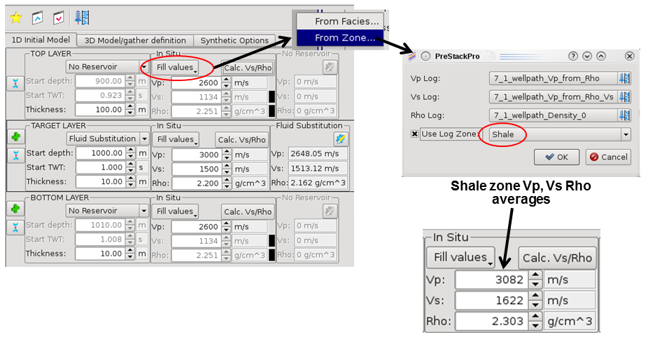 From Facies...
From Zone...
1D Initial Model
3D Model/gather definition
Synthetic Options
TOP LAYER
In Situ
No Reservoir
No Reservoir
Fill values
Calc. Vs/Rho
Start depth: 900.00 m
Vp: 2600 m/s
Vp: 0 m/s
Start TWT: 0.923 s
Vs: 1134 m/s
Vs: 0 m/s
Thickness: 100.00 m
Rho: 2.251 g/cm^3
Rho: 0 g/cm^3
TARGET LAYER
In Situ
Fluid Substitution
Fluid Substitution
Fill values
Calc. Vs/Rho
Start depth: 1000.00 m
Vp: 3000 m/s
Vp: 2648.05 m/s
Start TWT: 1.000 s
Vs: 1500 m/s
Vs: 1513.12 m/s
Thickness: 10.00 m
Rho: 2.200 g/cm^3
Rho: 2.162 g/cm^3
BOTTOM LAYER
In Situ
No Reservoir
No Reservoir
Fill values
Calc. Vs/Rho
Start depth: 1010.00 m
Vp: 2600 m/s
Vp: 0 m/s
Start TWT: 1.008 s
Vs: 1134 m/s
Vs: 0 m/s
Thickness: 10.00 m
Rho: 2.251 g/cm^3
Rho: 0 g/cm^3
PreStackPro
Vp Log: 7_1_wellpath_Vp_from_Rho
Vs Log: 7_1_wellpath_Vp_from_Rho_Vs
Rho Log: 7_1_wellpath_Density_0
Use Log Zone: Shale
OK
Cancel
Shale zone Vp, Vs Rho
averages
In Situ
Fill values
Calc. Vs/Rho
Vp: 3082 m/s
Vs: 1622 m/s
Rho: 2.303 g/cm^3